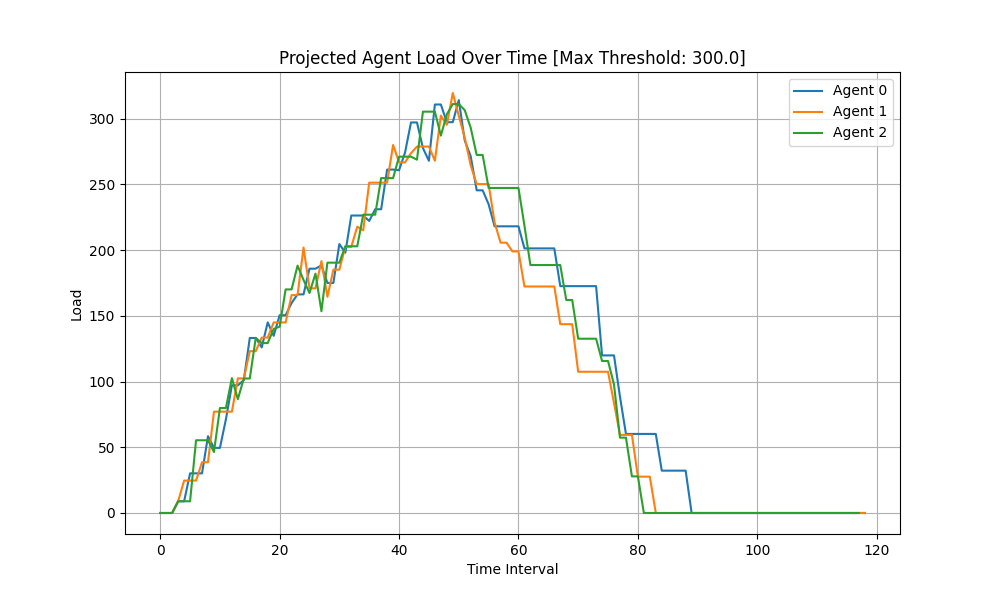 Projected Agent Load Over Time [Max Threshold: 300.0]
Agent 0
Agent 1
Agent 2
Load
300
250
200
150
100
50
0
0 20 40 60 80 100 120
Time Interval